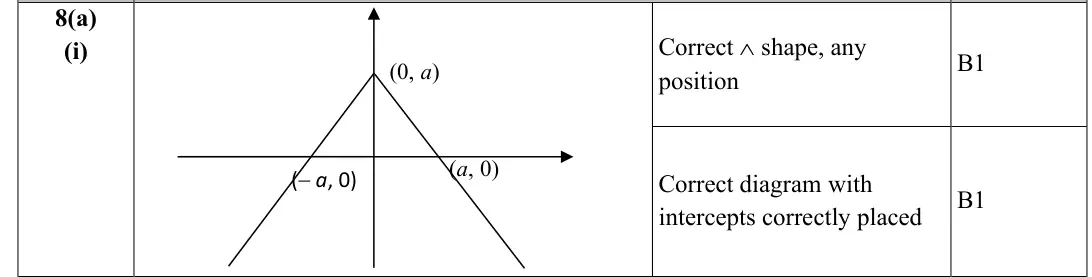 8(a)
(i)
(0, a)
(– a, 0)
(a, 0)
Correct ∧ shape, any
position
B1
Correct diagram with
intercepts correctly placed
B1